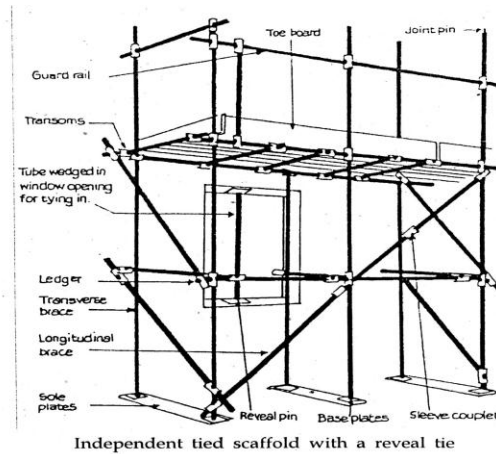 Toe board
Joint pin
Guard rail
Transoms
Tube wedged in
window opening
for tying in.
Ledger
Transverse
brace
Longitudinal
brace
Sole
plates
Reveal pin
Base plates
Sleeve coupler
Independent tied scaffold with a reveal tie